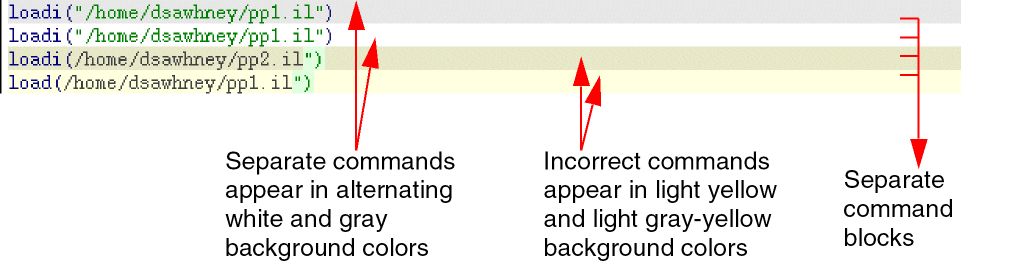 loadi("/home/dsawhney/pp1.il")
loadi("/home/dsawhney/pp1.il")
loadi(/home/dsawhney/pp2.il")
load(/home/dsawhney/pp1.il")
Separate commands
appear in alternating
white and gray
background colors
Incorrect commands
appear in light yellow
and light gray-yellow
background colors
Separate
command
blocks